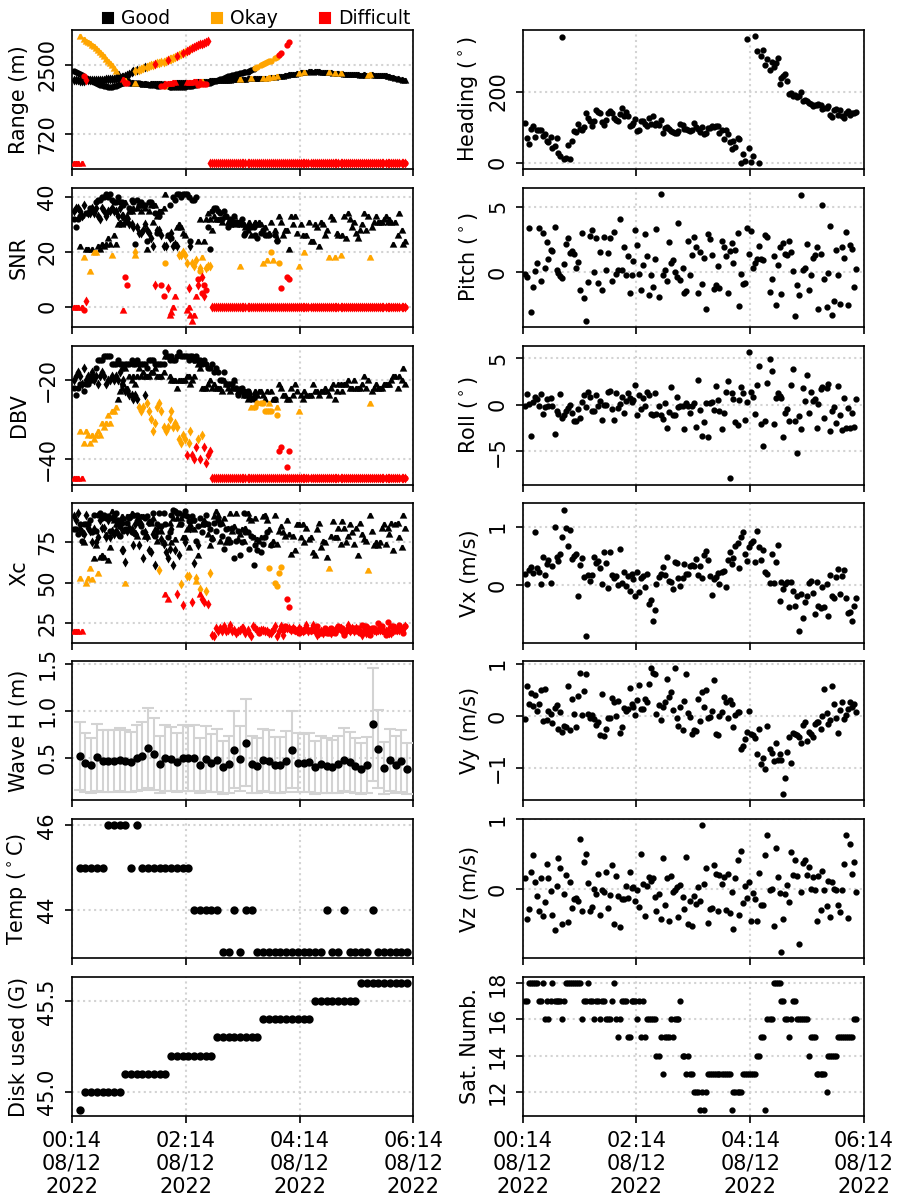 Good Okay Difficult
Range (m)
2500
720
Heading (°)
200
0
SNR
40
20
0
Pitch (°)
5
0
DBV
−20
−40
Roll (°)
5
0
−5
Xc
75
50
25
Vx (m/s)
1
0
Wave H (m)
1.5
1.0
0.5
Vy (m/s)
1
0
−1
Temp (°C)
46
44
Vz (m/s)
1
0
Disk used (G)
45.5
45.0
Sat. Numb.
18
16
14
12
00:14 02:14 04:14 06:14 00:14 02:14 04:14 06:14
08/12 08/12 08/12 08/12 08/12 08/12 08/12 08/12
2022 2022 2022 2022 2022 2022 2022 2022